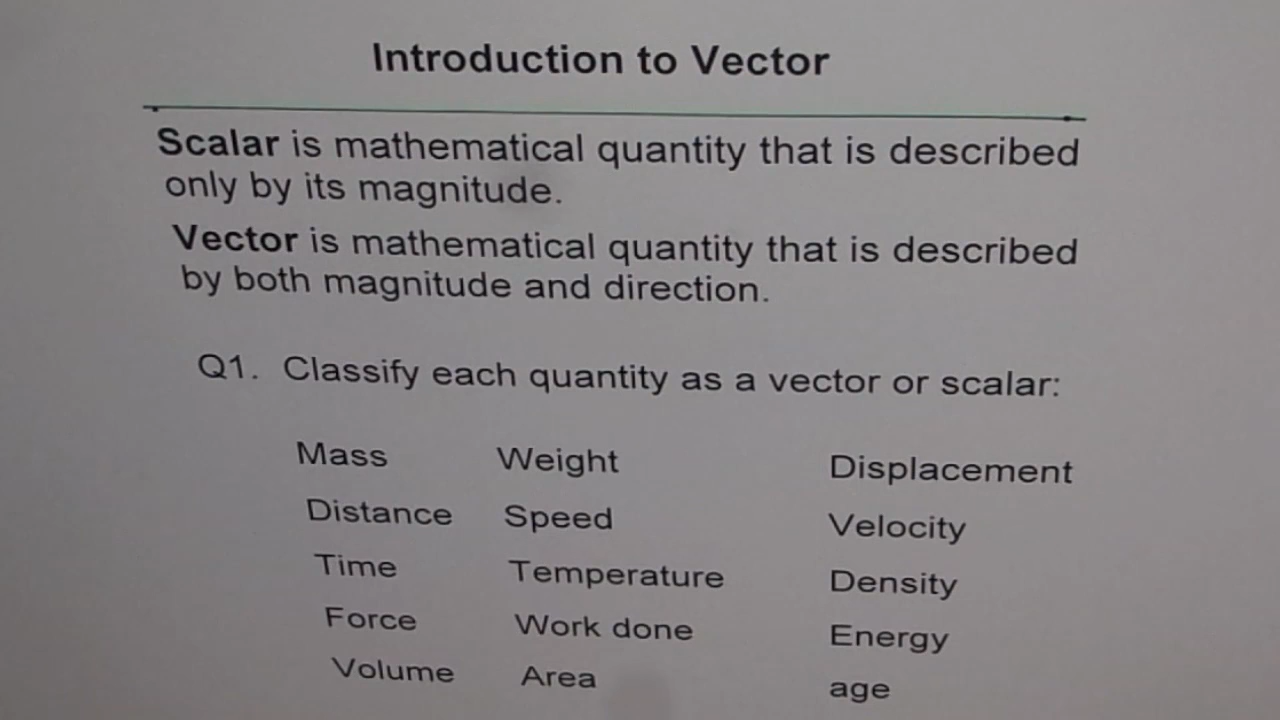 Introduction to Vector
Scalar is mathematical quantity that is described
only by its magnitude.
Vector is mathematical quantity that is described
by both magnitude and direction.
Q1. Classify each quantity as a vector or scalar:
Mass Weight Displacement
Distance Speed Velocity
Time Temperature Density
Force Work done Energy
Volume Area age